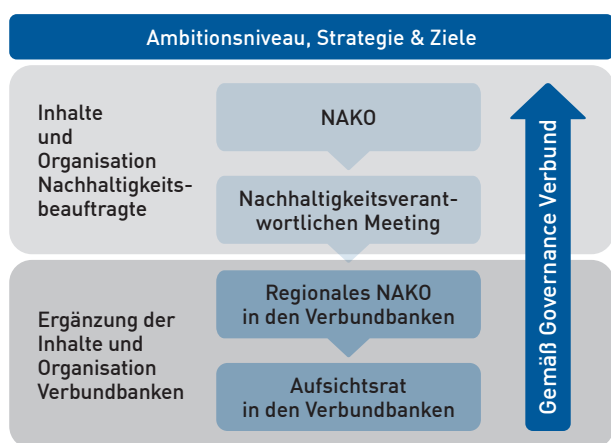 Ambitionsniveau, Strategie & Ziele
Inhalte
und
Organisation
Nachhaltigkeits-
beauftragte
NAKO
Nachhaltigkeitsverant-
wortlichen Meeting
Ergänzung der
Inhalte und
Organisation
Verbundbanken
Regionales NAKO
in den Verbundbanken
Aufsichtsrat
in den Verbundbanken
Gemäß Governance Verbund